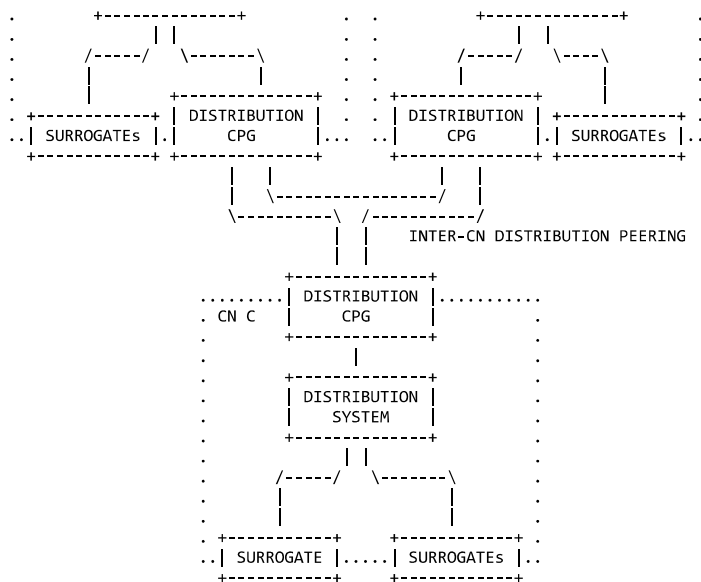 DISTRIBUTION DISTRIBUTION
SURROGATEs CPG CPG SURROGATEs
INTER-CN DISTRIBUTION PEERING
DISTRIBUTION
CN C CPG
DISTRIBUTION
SYSTEM
SURROGATE SURROGATEs